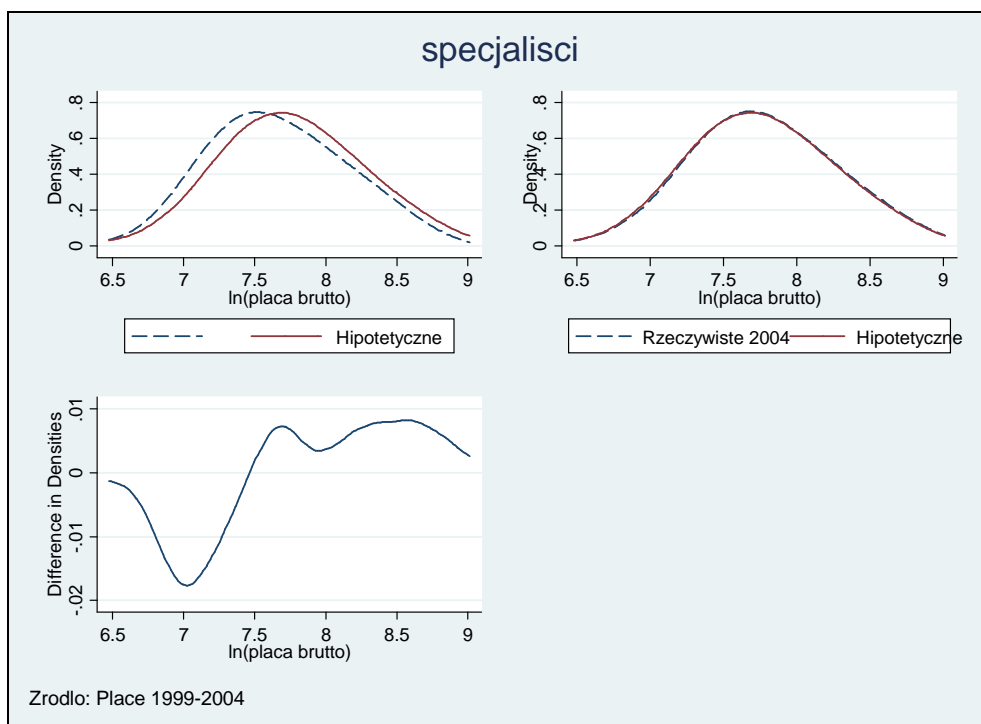 specjalisci
Density
0 .2 .4 .6 .8
6.5 7 7.5 8 8.5 9
ln(placa brutto)
Hipotetyczne
Density
0 .2 .4 .6 .8
6.5 7 7.5 8 8.5 9
ln(placa brutto)
Rzeczywiste 2004 Hipotetyczne
Difference in Densities
-.02 -.01 0 .01
6.5 7 7.5 8 8.5 9
ln(placa brutto)
Zrodlo: Place 1999-2004